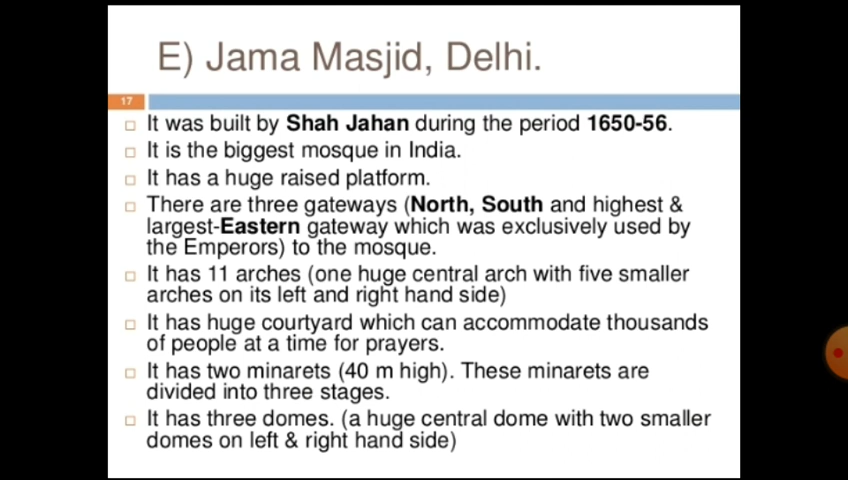 E) Jama Masjid, Delhi.
17
It was built by Shah Jahan during the period 1650-56.
It is the biggest mosque in India.
It has a huge raised platform.
There are three gateways (North, South and highest &
largest-Eastern gateway which was exclusively used by
the Emperors) to the mosque.
It has 11 arches (one huge central arch with five smaller
arches on its left and right hand side)
It has huge courtyard which can accommodate thousands
of people at a time for prayers.
It has two minarets (40 m high). These minarets are
divided into three stages.
It has three domes. (a huge central dome with two smaller
domes on left & right hand side)